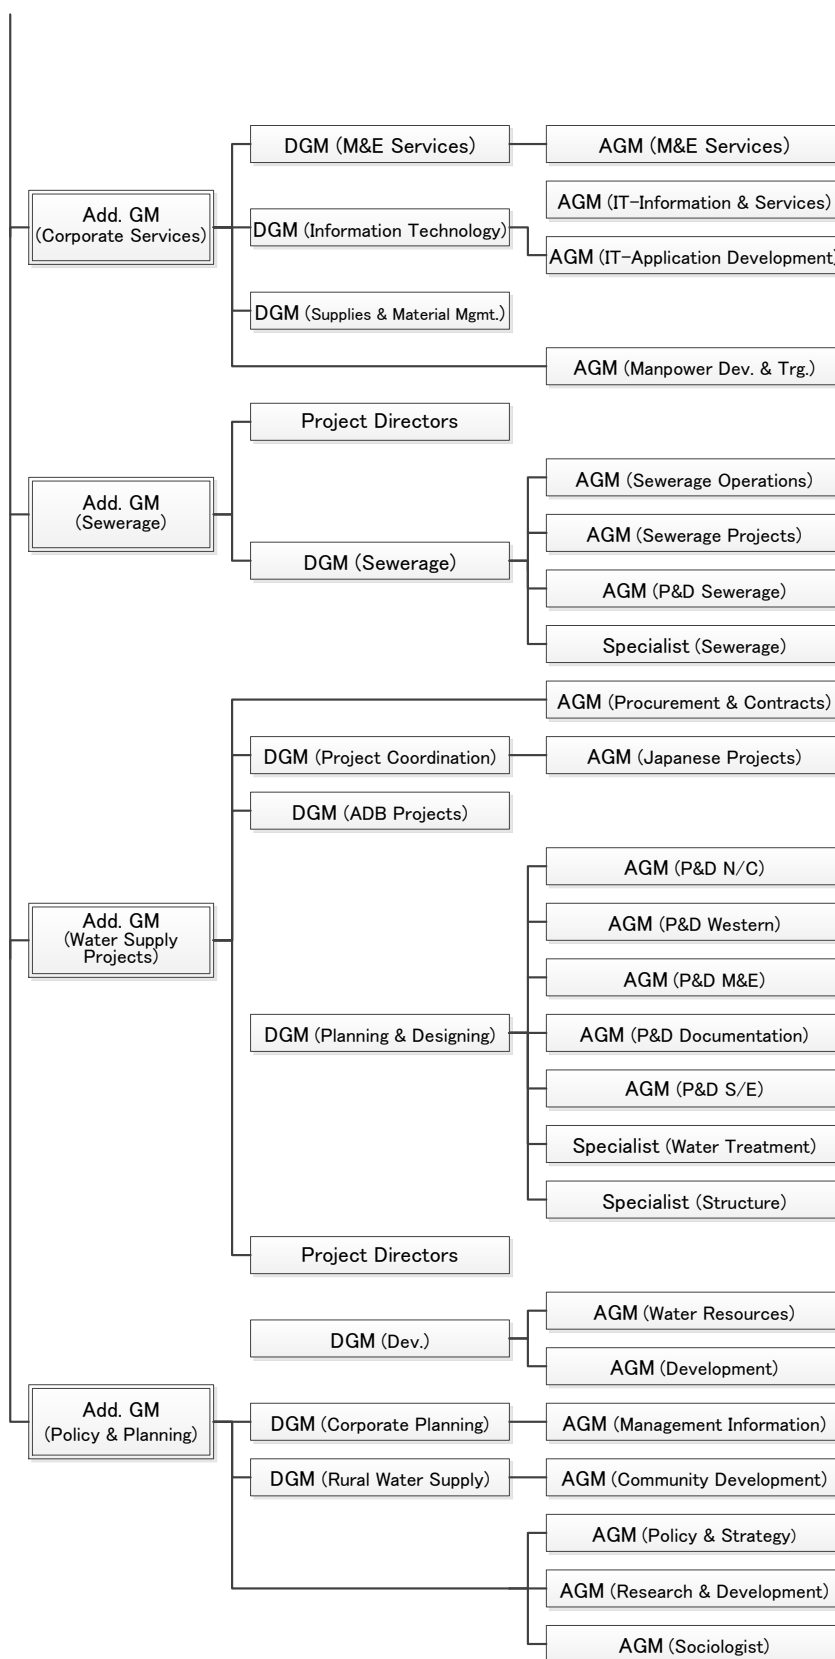 DGM (M&E Services)
AGM (M&E Services)
Add. GM
(Corporate Services)
AGM (IT-Information & Services)
DGM (Information Technology)
AGM (IT-Application Development)
DGM (Supplies & Material Mgmt.)
AGM (Manpower Dev. & Trg.)
Project Directors
Add. GM
(Sewerage)
AGM (Sewerage Operations)
AGM (Sewerage Projects)
DGM (Sewerage)
AGM (P&D Sewerage)
Specialist (Sewerage)
AGM (Procurement & Contracts)
DGM (Project Coordination)
AGM (Japanese Projects)
DGM (ADB Projects)
AGM (P&D N/C)
Add. GM
(Water Supply
Projects)
AGM (P&D Western)
AGM (P&D M&E)
DGM (Planning & Designing)
AGM (P&D Documentation)
AGM (P&D S/E)
Specialist (Water Treatment)
Specialist (Structure)
Project Directors
AGM (Water Resources)
DGM (Dev.)
AGM (Development)
Add. GM
(Policy & Planning)
DGM (Corporate Planning)
AGM (Management Information)
DGM (Rural Water Supply)
AGM (Community Development)
AGM (Policy & Strategy)
AGM (Research & Development)
AGM (Sociologist)